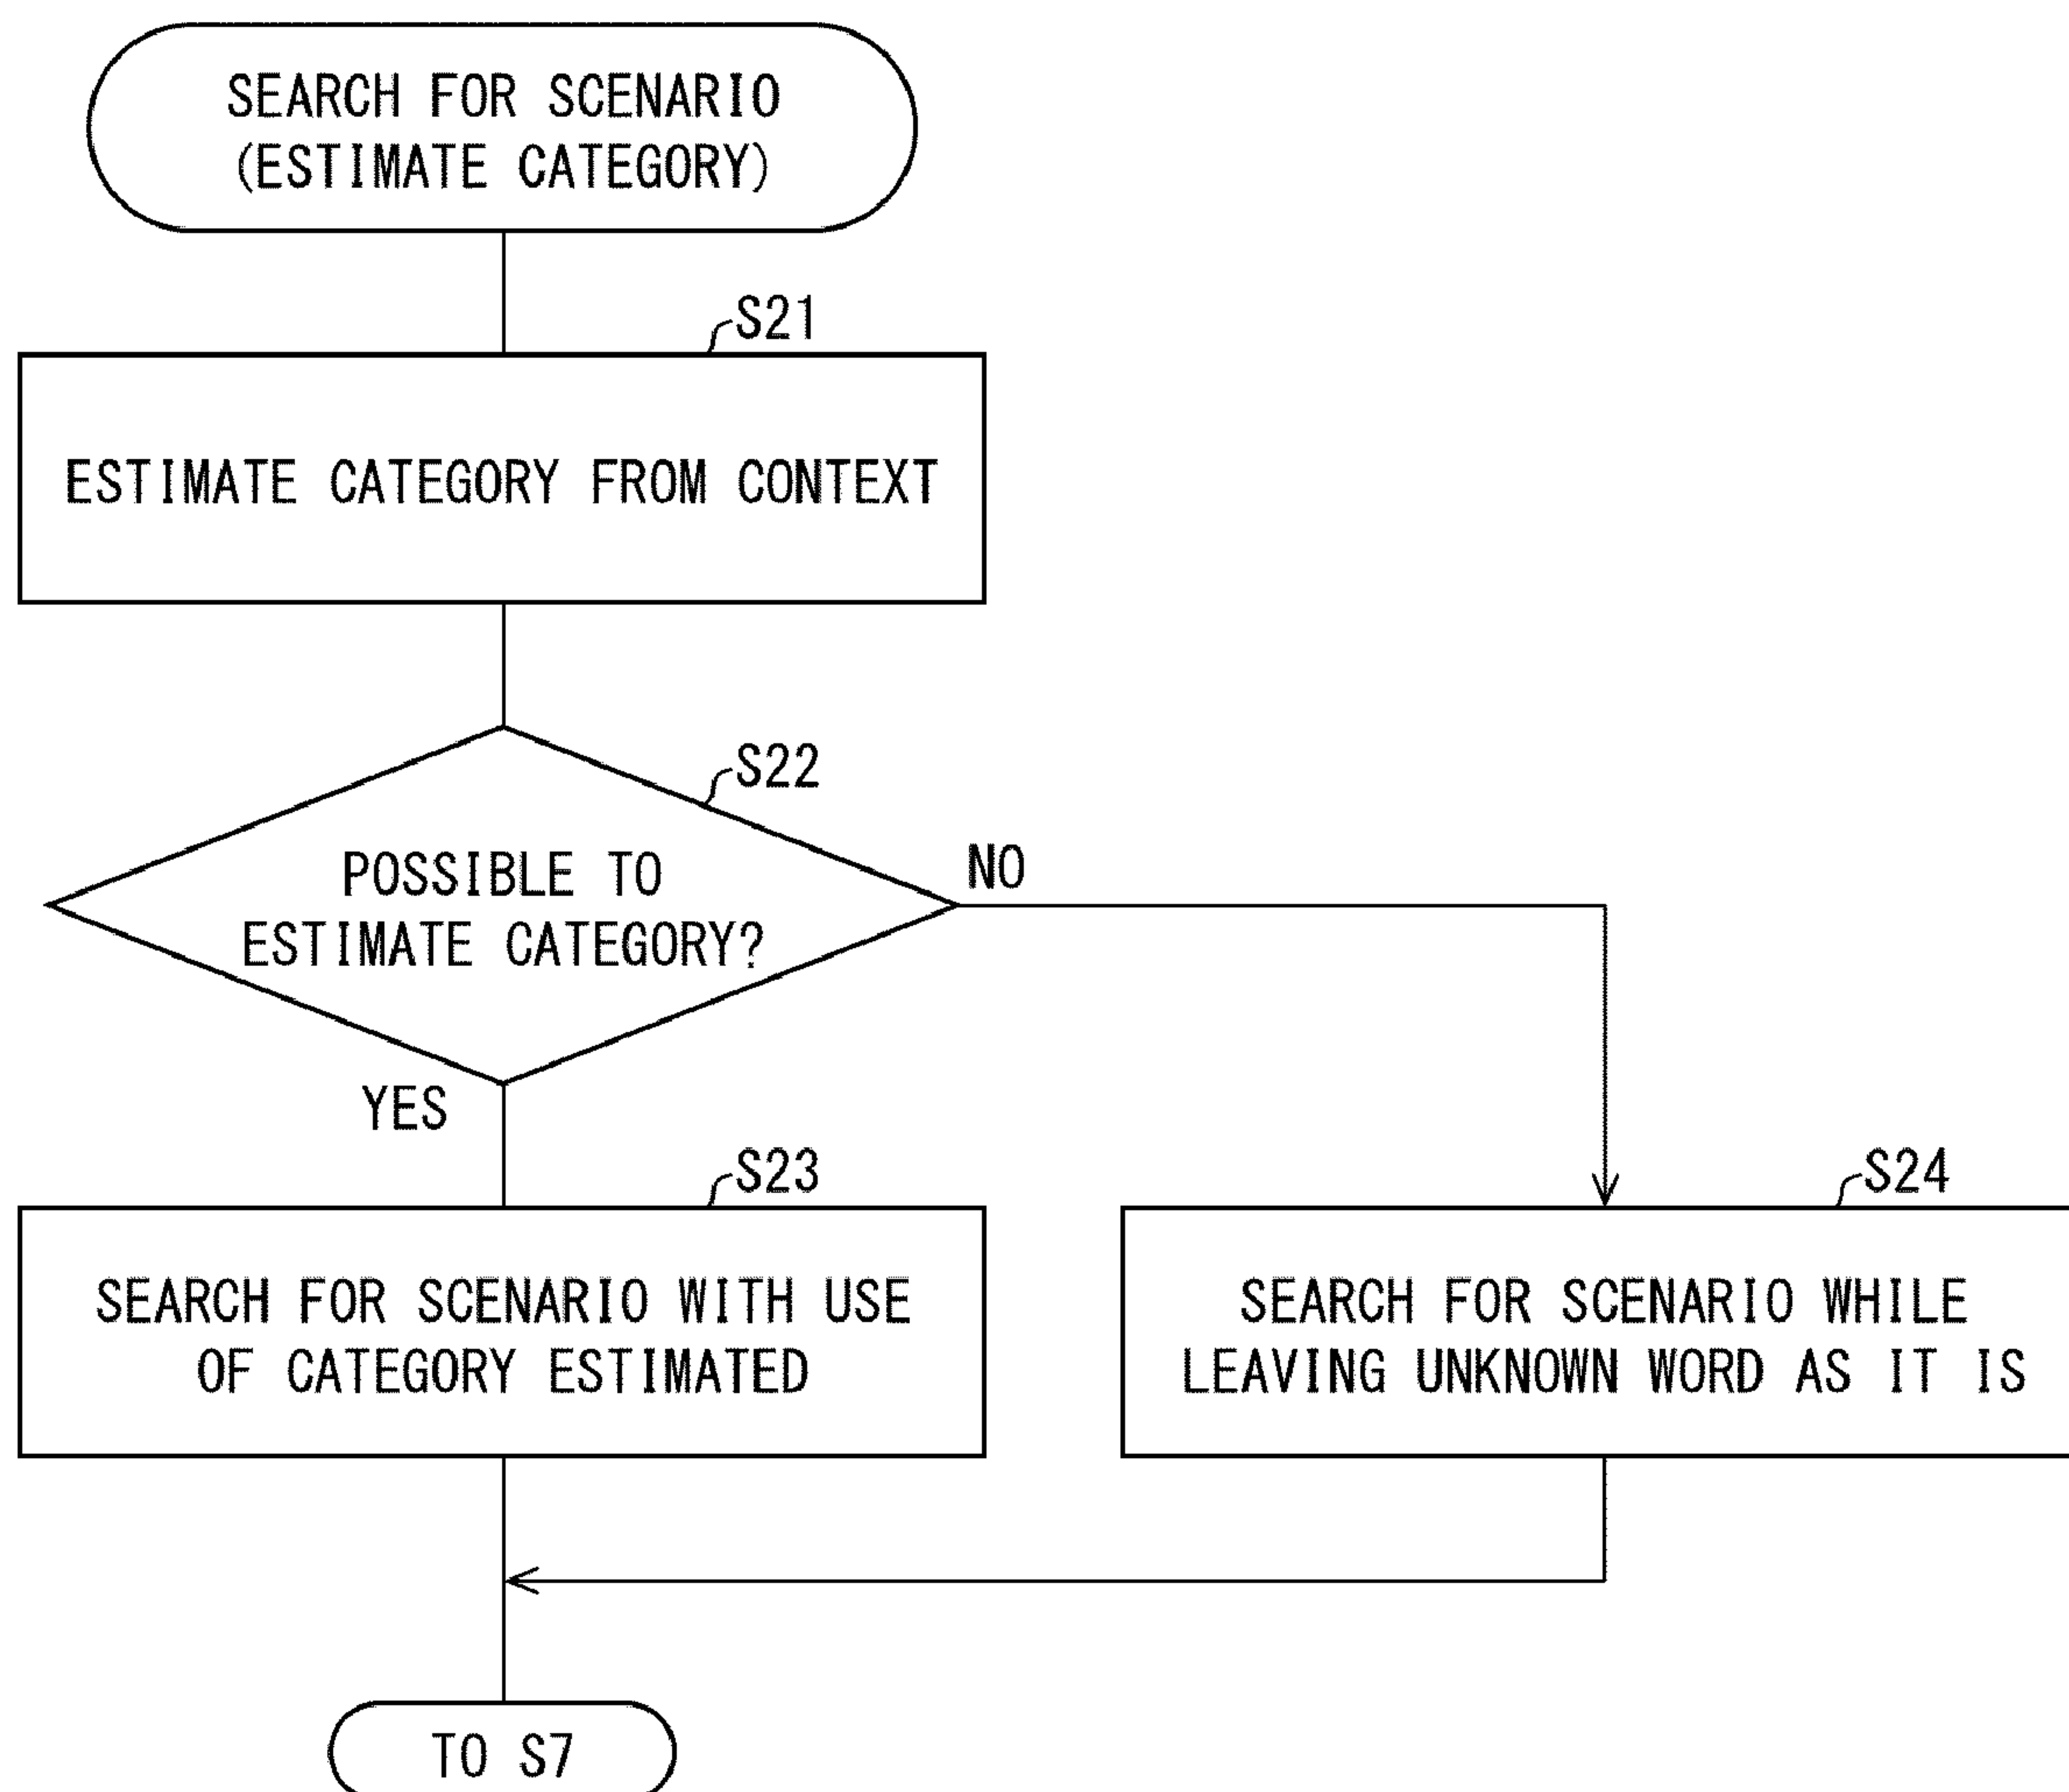 SEARCH FOR SCENARIO
(ESTIMATE CATEGORY)
S21
ESTIMATE CATEGORY FROM CONTEXT
S22
POSSIBLE TO
ESTIMATE CATEGORY?
NO
YES
S23
SEARCH FOR SCENARIO WITH USE
OF CATEGORY ESTIMATED
S24
SEARCH FOR SCENARIO WHILE
LEAVING UNKNOWN WORD AS IT IS
TO S7